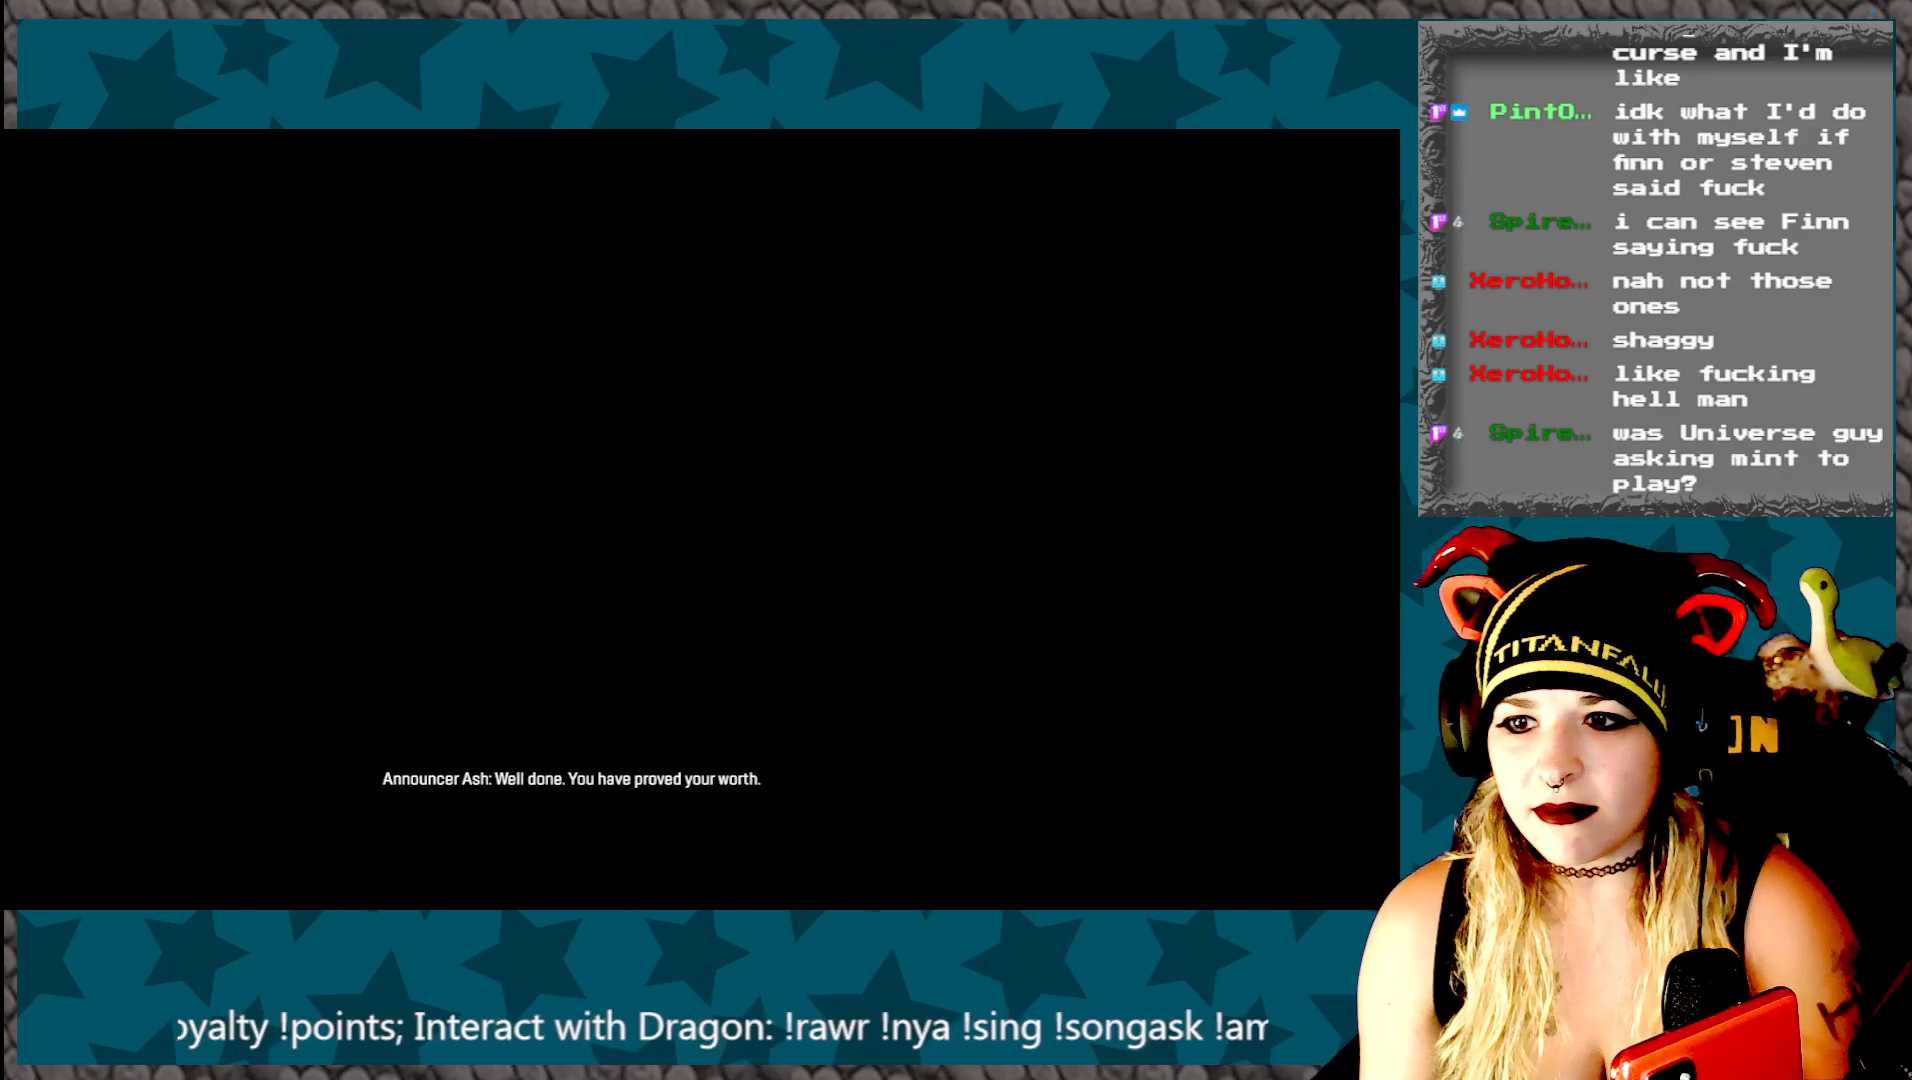 curse and I'm
like
PintO... idk what I'd do
with myself if
finn or steven
said fuck
Spire... i can see Finn
saying fuck
XeroHo... nah not those
ones
XeroHo... shaggy
XeroHo... like fucking
hell man
Spire... was Universe guy
asking mint to
play?
TITANFALL
Announcer Ash: Well done. You have proved your worth.
oyalty !points; Interact with Dragon: !rawr !nya !sing !songask !am